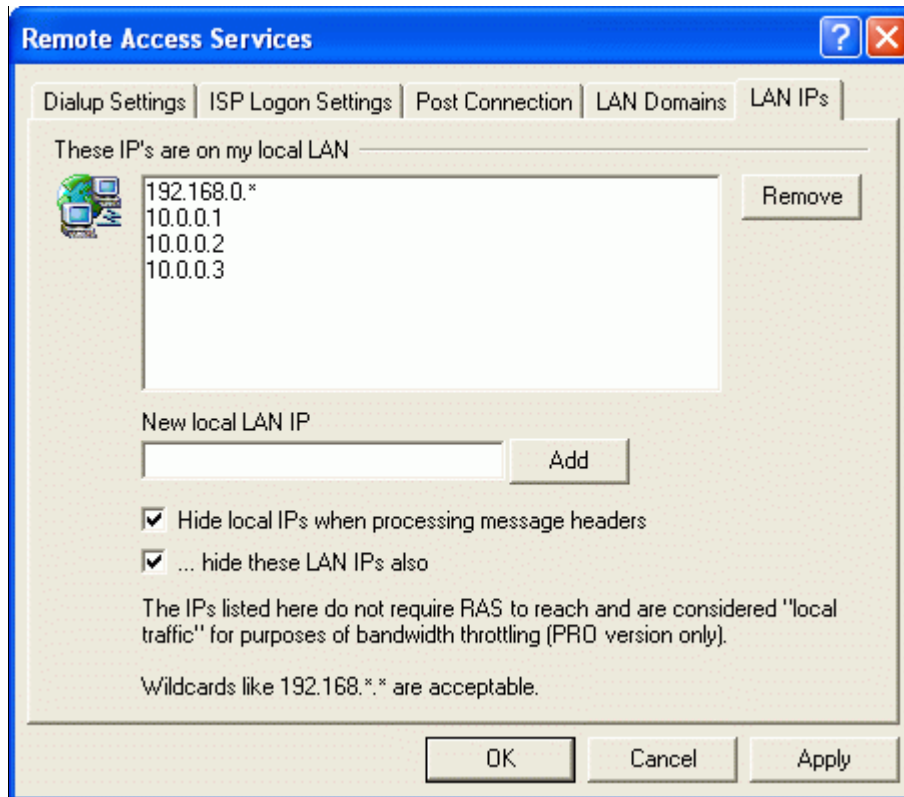 Remote Access Services
Dialup Settings
ISP Logon Settings
Post Connection
LAN Domains
LAN IPs
These IP's are on my local LAN
192.168.0.*
10.0.0.1
10.0.0.2
10.0.0.3
Remove
New local LAN IP
Add
Hide local IPs when processing message headers
... hide these LAN IPs also
The IPs listed here do not require RAS to reach and are considered "local
traffic" for purposes of bandwidth throttling (PRO version only).
Wildcards like 192.168.*.* are acceptable.
OK
Cancel
Apply